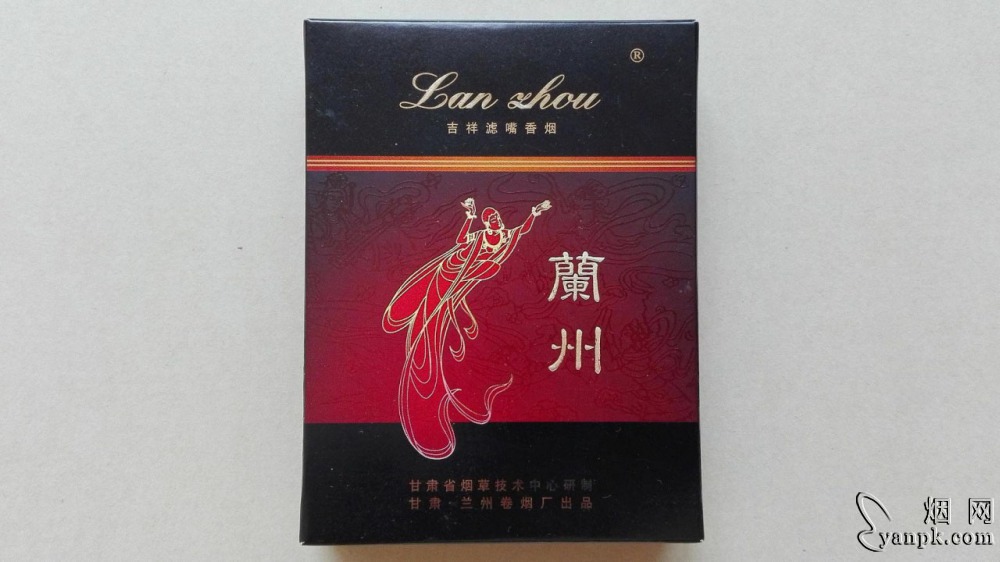 ®
Lan zhou
吉祥滤嘴香烟
蘭
州
甘肃省烟草技术中心研制
甘肃·兰州卷烟厂出品
烟网
yanpk.com